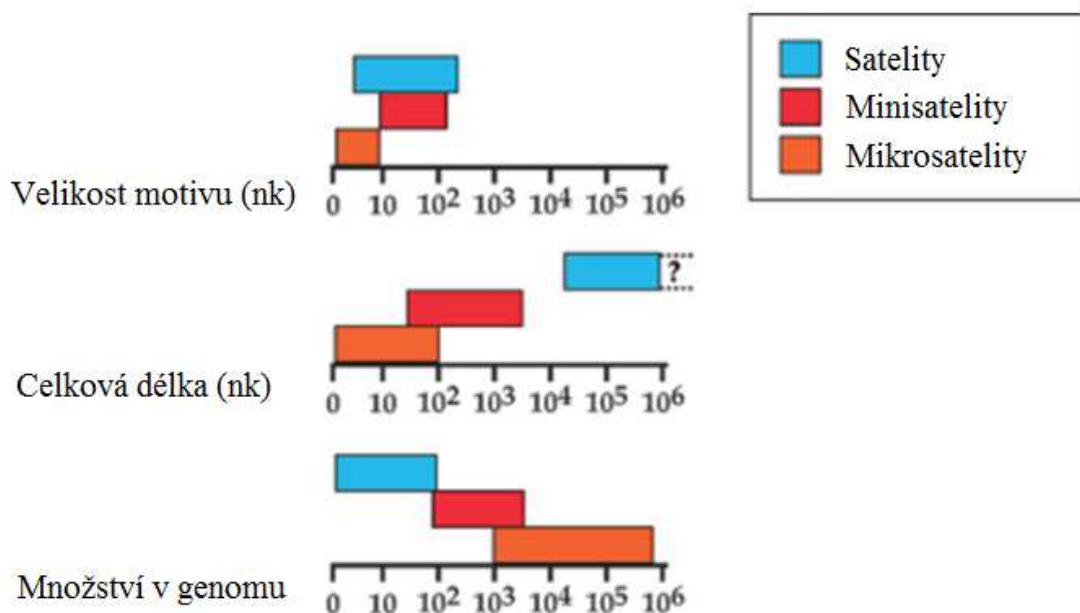 Satelity
Minisatelity
Mikrosatelity
Velikost motivu (nk)
0 10 10² 10³ 10⁴ 10⁵ 10⁶
?
Celková délka (nk)
0 10 10² 10³ 10⁴ 10⁵ 10⁶
Množství v genomu
0 10 10² 10³ 10⁴ 10⁵ 10⁶